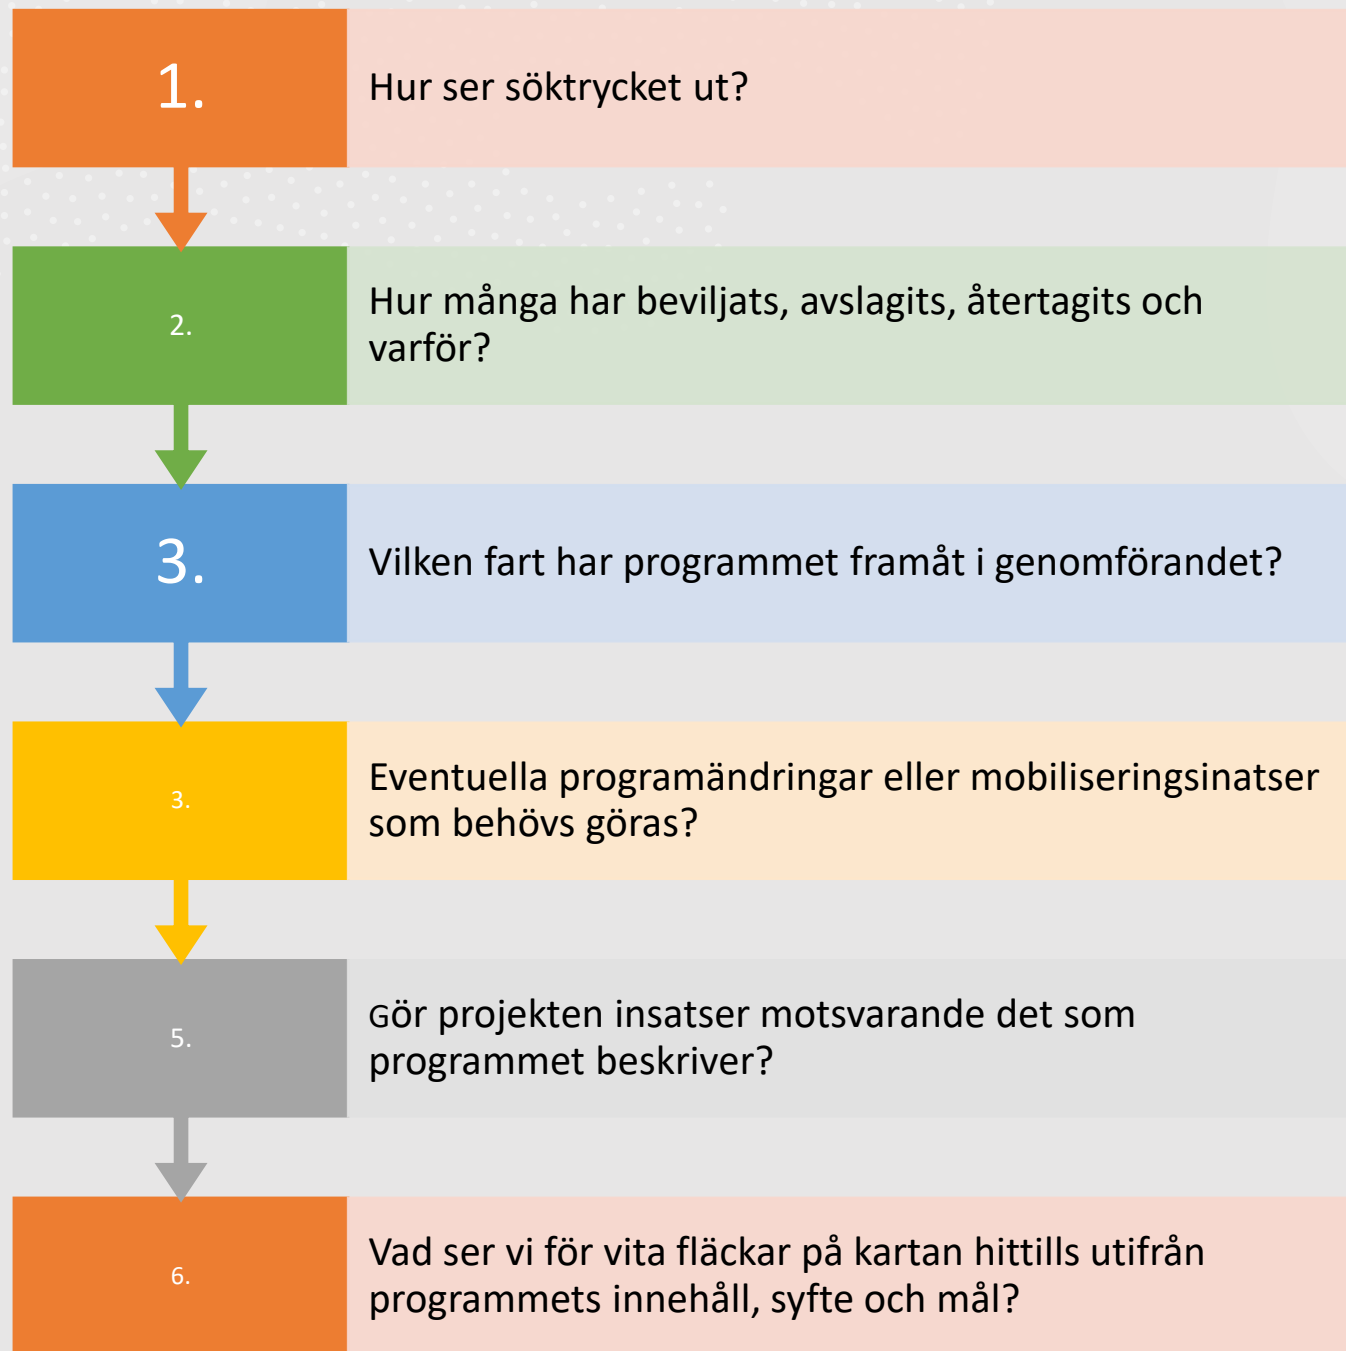 1.
Hur ser söktrycket ut?
2.
Hur många har beviljats, avslagits, återtagits och
varför?
3.
Vilken fart har programmet framåt i genomförandet?
3.
Eventuella programändringar eller mobiliseringsinatser
som behövs göras?
5.
Gör projekten insatser motsvarande det som
programmet beskriver?
6.
Vad ser vi för vita fläckar på kartan hittills utifrån
programmets innehåll, syfte och mål?